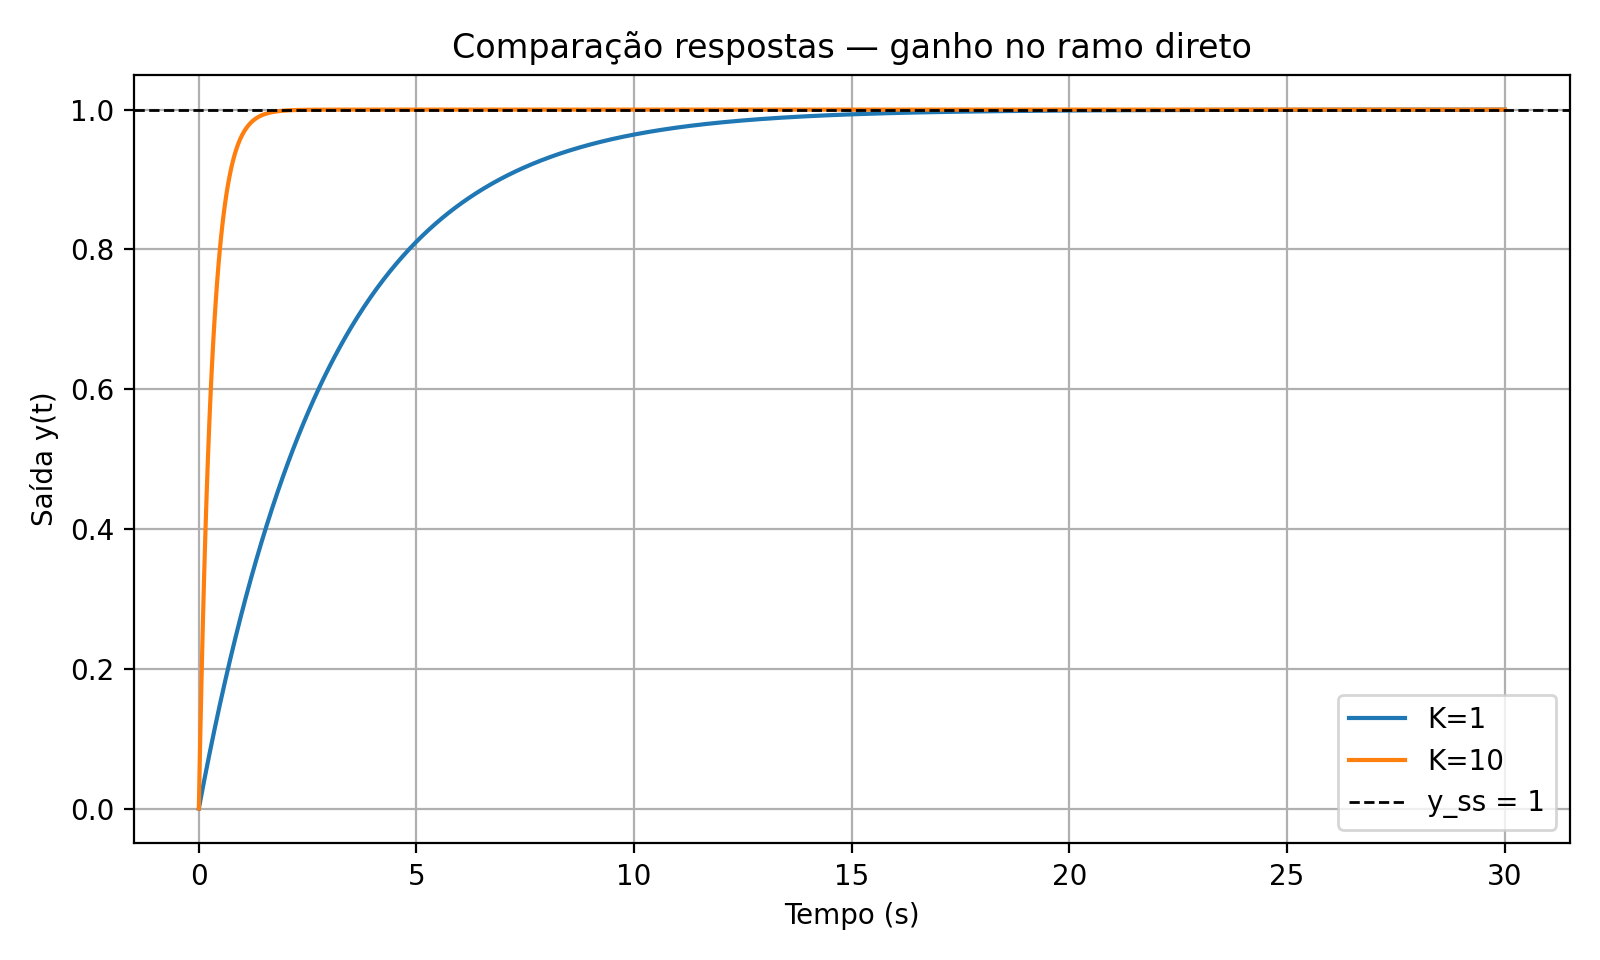 Comparação respostas — ganho no ramo direto
Saída y(t)
1.0
0.8
0.6
0.4
0.2
0.0
0 5 10 15 20 25 30
Tempo (s)
K=1
K=10
y_ss = 1